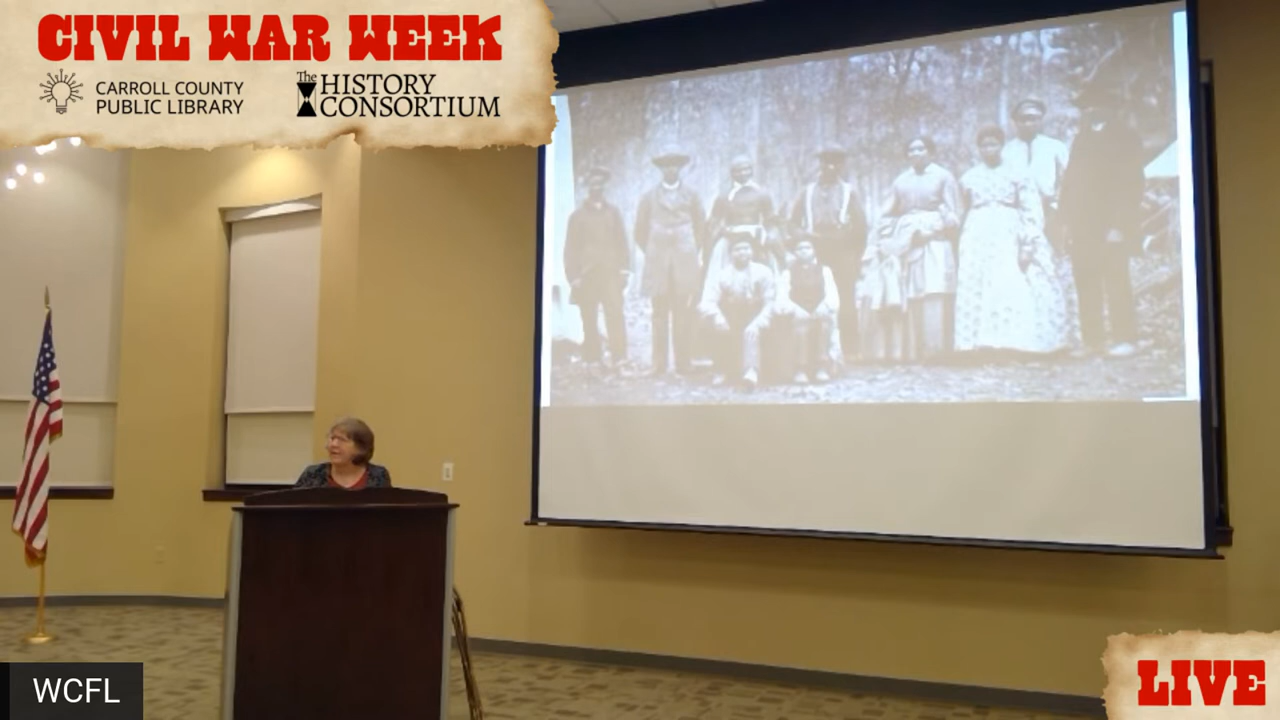 CIVIL WAR WEEK
CARROLL COUNTY
PUBLIC LIBRARY
The
HISTORY
CONSORTIUM
WCFL
LIVE